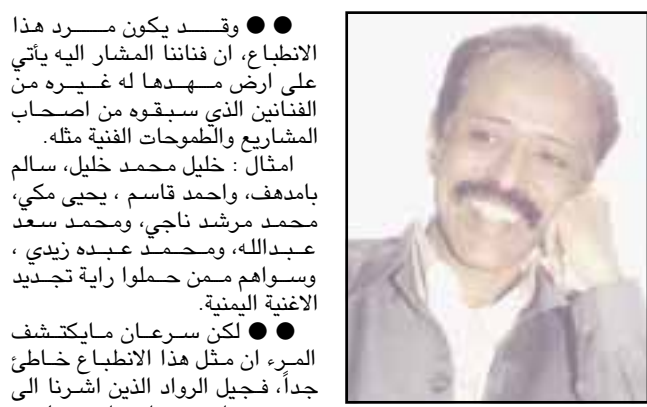 ●● وقد يكون مرد هذا
الانطباع، ان فناننا المشار اليه يأتي
على ارض مهدها له غيره من
الفنانين الذي سبقوه من اصحاب
المشاريع والطموحات الفنية مثله.
امثال : خليل محمد خليل، سالم
بامدهف، واحمد قاسم ، يحيى مكي،
محمد مرشد ناجي، ومحمد سعد
عبدالله، ومحمد عبده زيدي ،
وسواهم ممن حملوا راية تجديد
الاغنية اليمنية.
●● لكن سرعان مايكتشف
المرء ان مثل هذا الانطباع خاطئ
جداً، فجيل الرواد الذين اشرنا الى